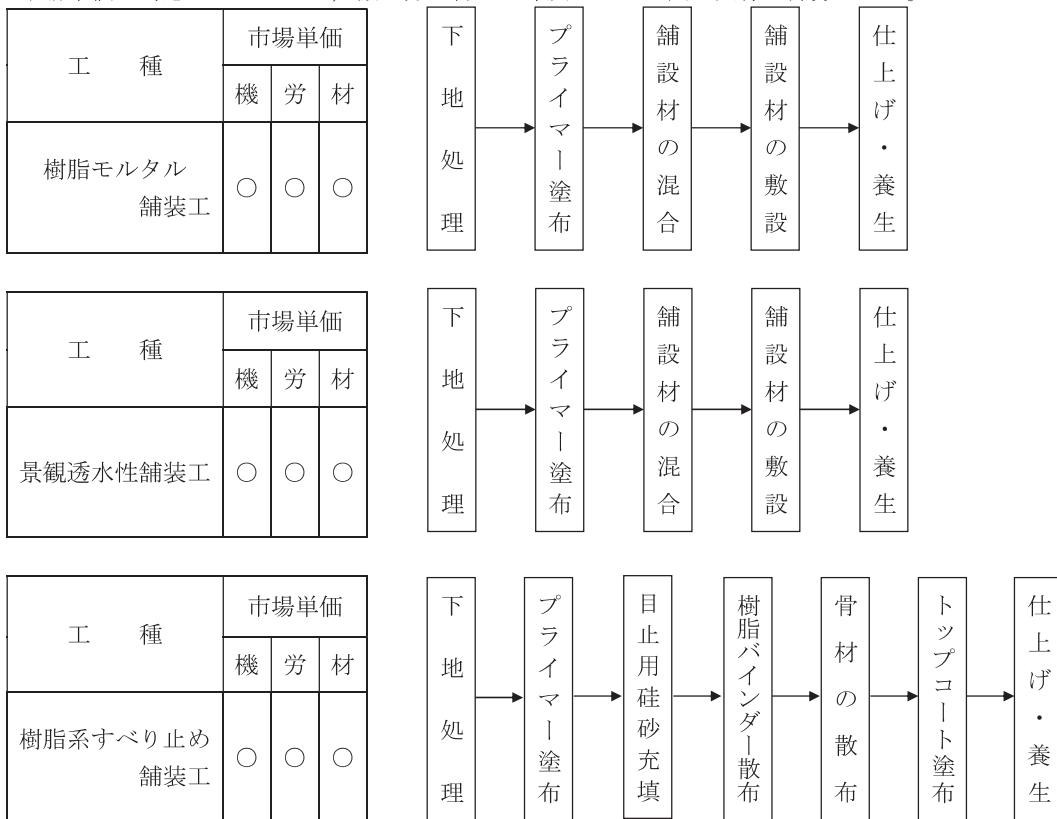 工　種
市場単価
機 労 材
樹脂モルタル
舗装工
○ ○ ○
下地処理
プライマー塗布
舗設材の混合
舗設材の敷設
仕上げ・養生
工　種
市場単価
機 労 材
景観透水性舗装工
○ ○ ○
下地処理
プライマー塗布
舗設材の混合
舗設材の敷設
仕上げ・養生
工　種
市場単価
機 労 材
樹脂系すべり止め
舗装工
○ ○ ○
下地処理
プライマー塗布
目止用硅砂充填
樹脂バインダー散布
骨材の散布
トップコート塗布
仕上げ・養生